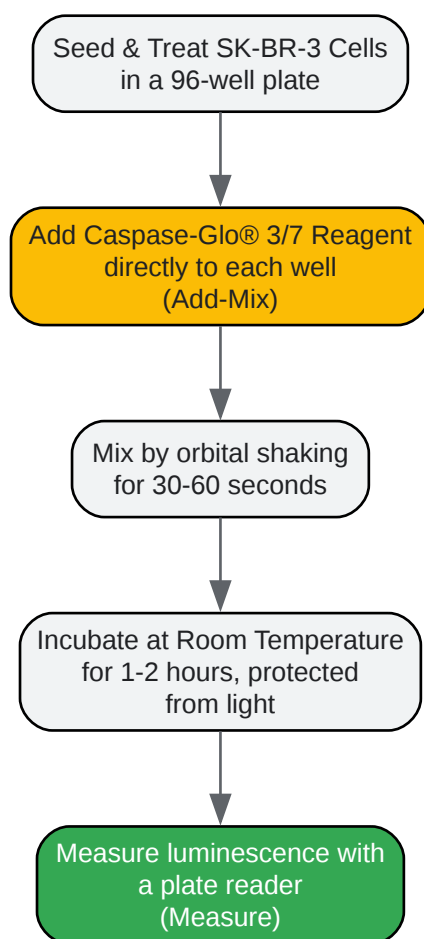 Seed & Treat SK-BR-3 Cells
in a 96-well plate
Add Caspase-Glo® 3/7 Reagent
directly to each well
(Add-Mix)
Mix by orbital shaking
for 30-60 seconds
Incubate at Room Temperature
for 1-2 hours, protected
from light
Measure luminescence with
a plate reader
(Measure)